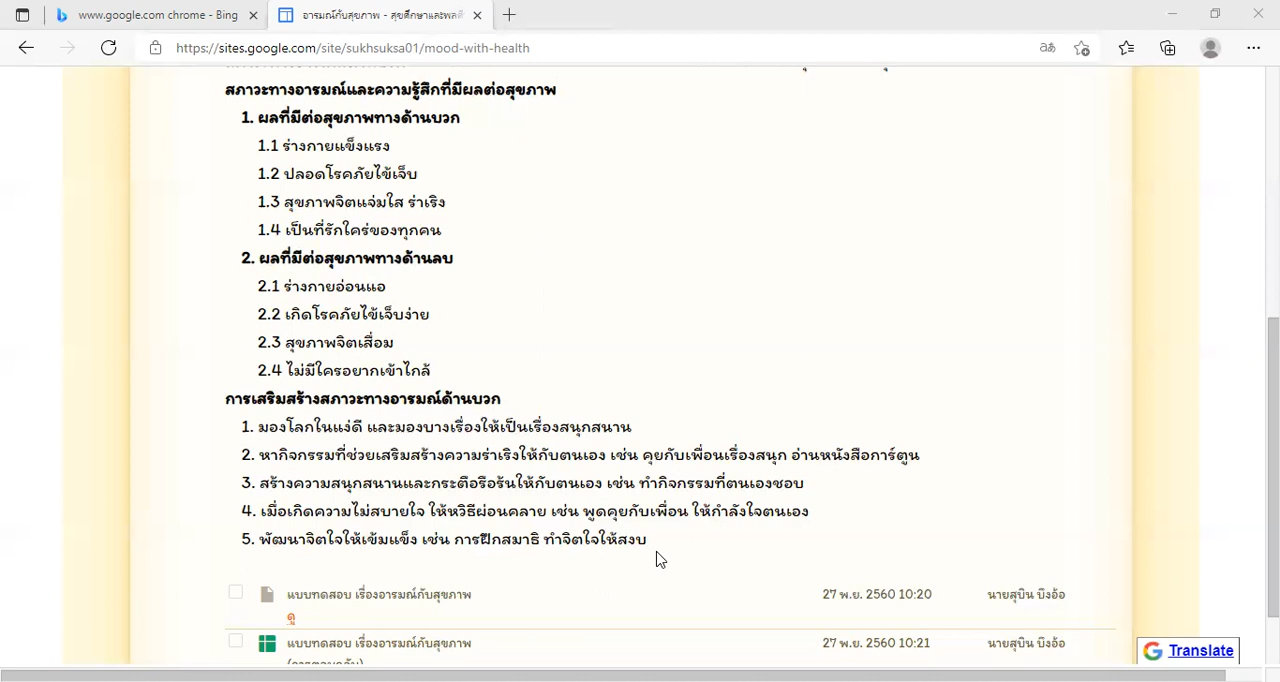 www.google.com chrome - Bing
อารมณ์กับสุขภาพ - สุขศึกษาและพลศึ
https://sites.google.com/site/sukhsuksa01/mood-with-health
สภาวะทางอารมณ์และความรู้สึกที่มีผลต่อสุขภาพ
1. ผลที่มีต่อสุขภาพทางด้านบวก
1.1 ร่างกายแข็งแรง
1.2 ปลอดโรคภัยไข้เจ็บ
1.3 สุขภาพจิตแจ่มใส ร่าเริง
1.4 เป็นที่รักใคร่ของทุกคน
2. ผลที่มีต่อสุขภาพทางด้านลบ
2.1 ร่างกายอ่อนแอ
2.2 เกิดโรคภัยไข้เจ็บง่าย
2.3 สุขภาพจิตเสื่อม
2.4 ไม่มีใครอยากเข้าไกล้
การเสริมสร้างสภาวะทางอารมณ์ด้านบวก
1. มองโลกในแง่ดี และมองบางเรื่องให้เป็นเรื่องสนุกสนาน
2. หากิจกรรมที่ช่วยเสริมสร้างความร่าเริงให้กับตนเอง เช่น คุยกับเพื่อนเรื่องสนุก อ่านหนังสือการ์ตูน
3. สร้างความสนุกสนานและกระตือรือร้นให้กับตนเอง เช่น ทำกิจกรรมที่ตนเองชอบ
4. เมื่อเกิดความไม่สบายใจ ให้หวิธีผ่อนคลาย เช่น พูดคุยกับเพื่อน ให้กำลังใจตนเอง
5. พัฒนาจิตใจให้เข้มแข็ง เช่น การฝึกสมาธิ ทำจิตใจให้สงบ
แบบทดสอบ เรื่องอารมณ์กับสุขภาพ 27 พ.ย. 2560 10:20 นายสุบิน บึงอ้อ
ดู
แบบทดสอบ เรื่องอารมณ์กับสุขภาพ 27 พ.ย. 2560 10:21 นายสุบิน บึงอ้อ
Translate